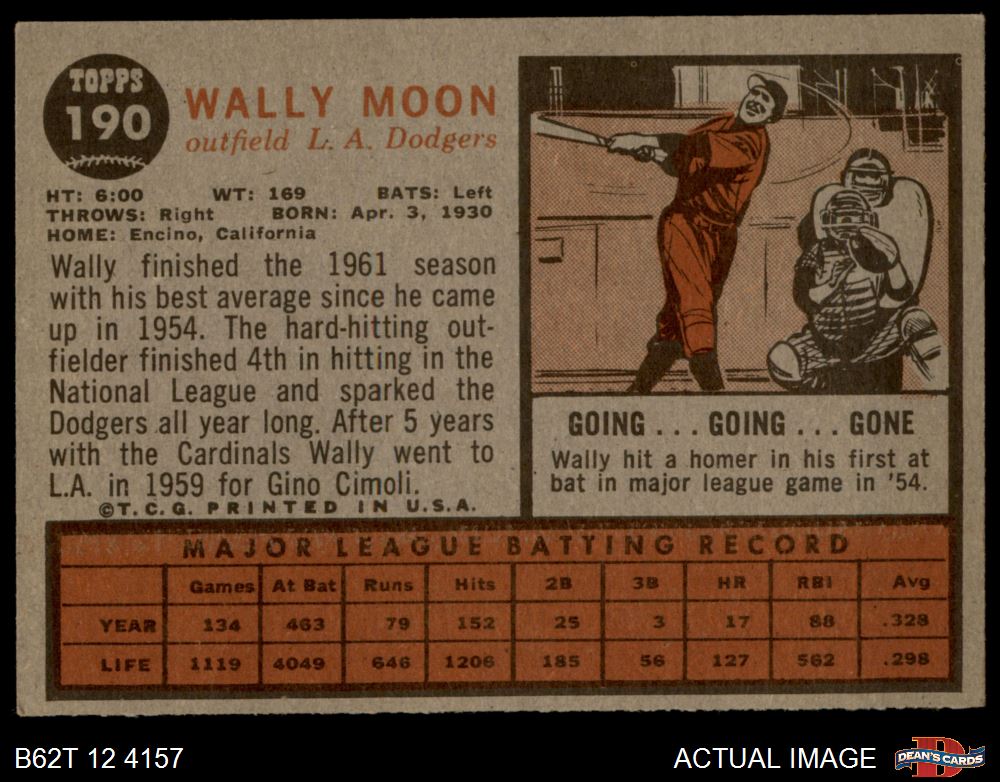 TOPPS
190
WALLY MOON
outfield L. A. Dodgers
HT: 6:00 WT: 169 BATS: Left
THROWS: Right BORN: Apr. 3, 1930
HOME: Encino, California
Wally finished the 1961 season
with his best average since he came
up in 1954. The hard-hitting out-
fielder finished 4th in hitting in the
National League and sparked the
Dodgers all year long. After 5 years
with the Cardinals Wally went to
L.A. in 1959 for Gino Cimoli.
©T.C.G. PRINTED IN U.S.A.
GOING . . . GOING . . . GONE
Wally hit a homer in his first at
bat in major league game in '54.
MAJOR LEAGUE BATTING RECORD
Games At Bat Runs Hits 2B 3B HR RBI Avg
YEAR 134 463 79 152 25 3 17 88 .328
LIFE 1119 4049 646 1206 185 56 127 562 .298
B62T 12 4157
ACTUAL IMAGE
D
DEAN'S CARDS